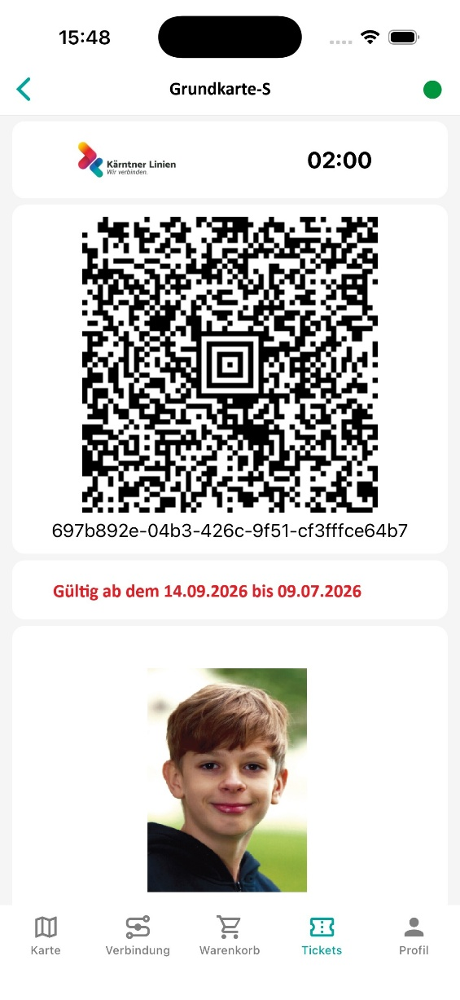 15:48
Grundkarte-S
Kärntner Linien
Wir verbinden.
02:00
697b892e-04b3-426c-9f51-cf3fffce64b7
Gültig ab dem 14.09.2026 bis 09.07.2026
Karte
Verbindung
Warenkorb
Tickets
Profil